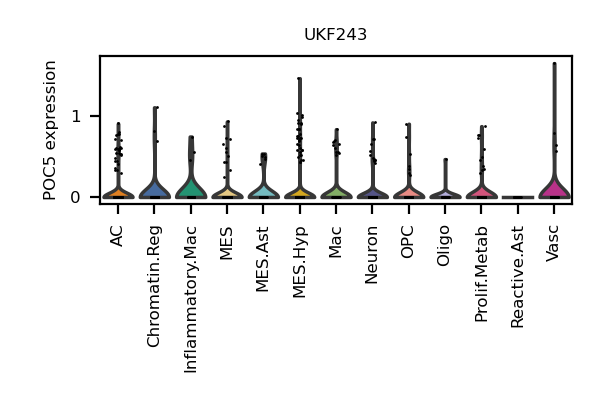 UKF243
POC5 expression
1
0
AC
Chromatin.Reg
Inflammatory.Mac
MES
MES.Ast
MES.Hyp
Mac
Neuron
OPC
Oligo
Prolif.Metab
Reactive.Ast
Vasc